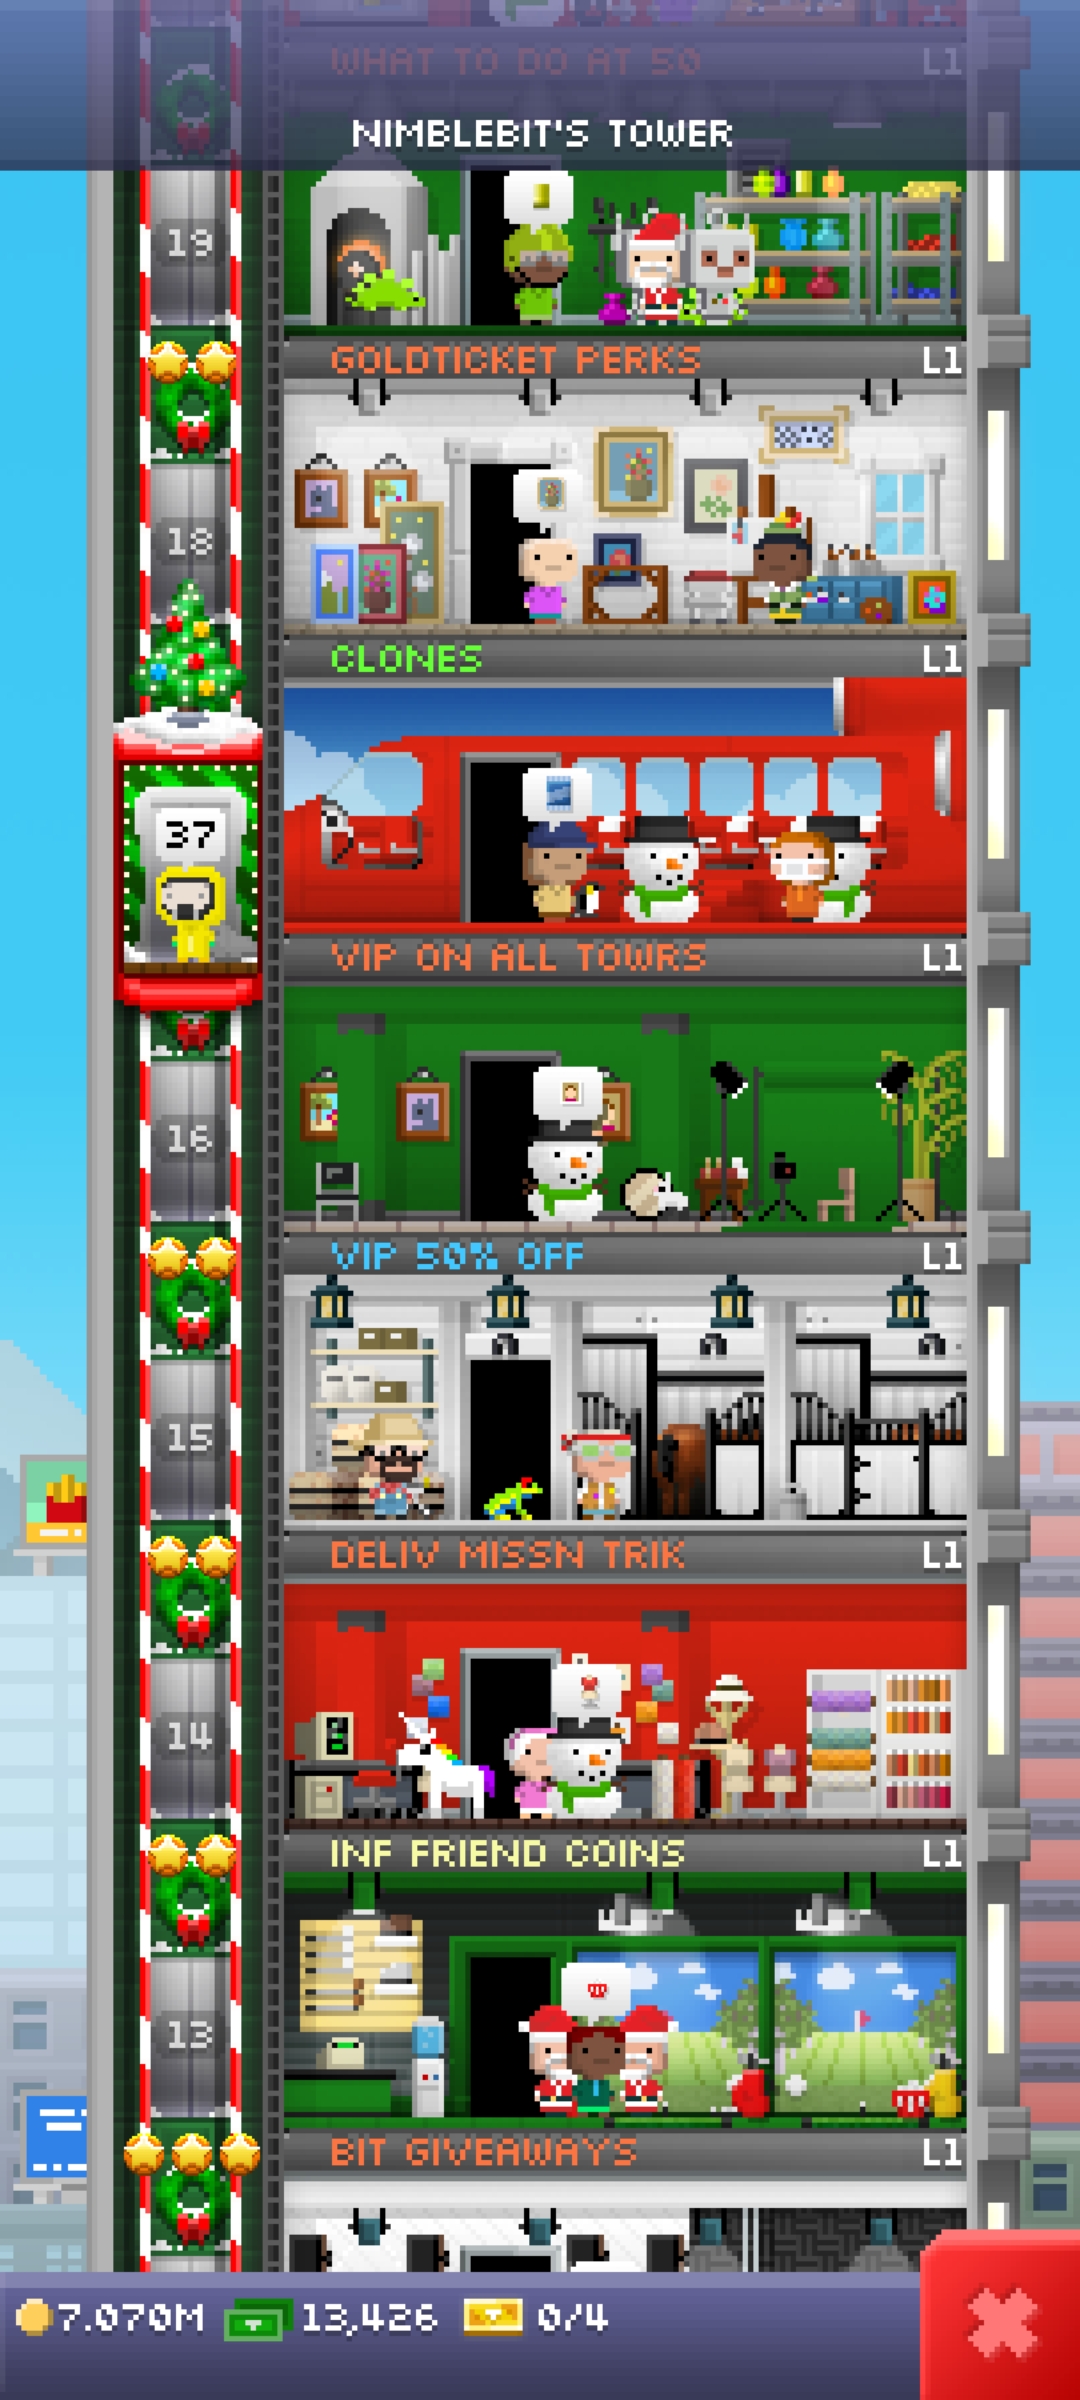 WHAT TO DO AT 50 L1
NIMBLEBIT'S TOWER
19
GOLDTICKET PERKS L1
18
CLONES L1
37
VIP ON ALL TOWRS L1
16
VIP 50% OFF L1
15
DELIV MISSN TRIK L1
14
INF FRIEND COINS L1
13
BIT GIVEAWAYS L1
7.070M 13,426 0/4